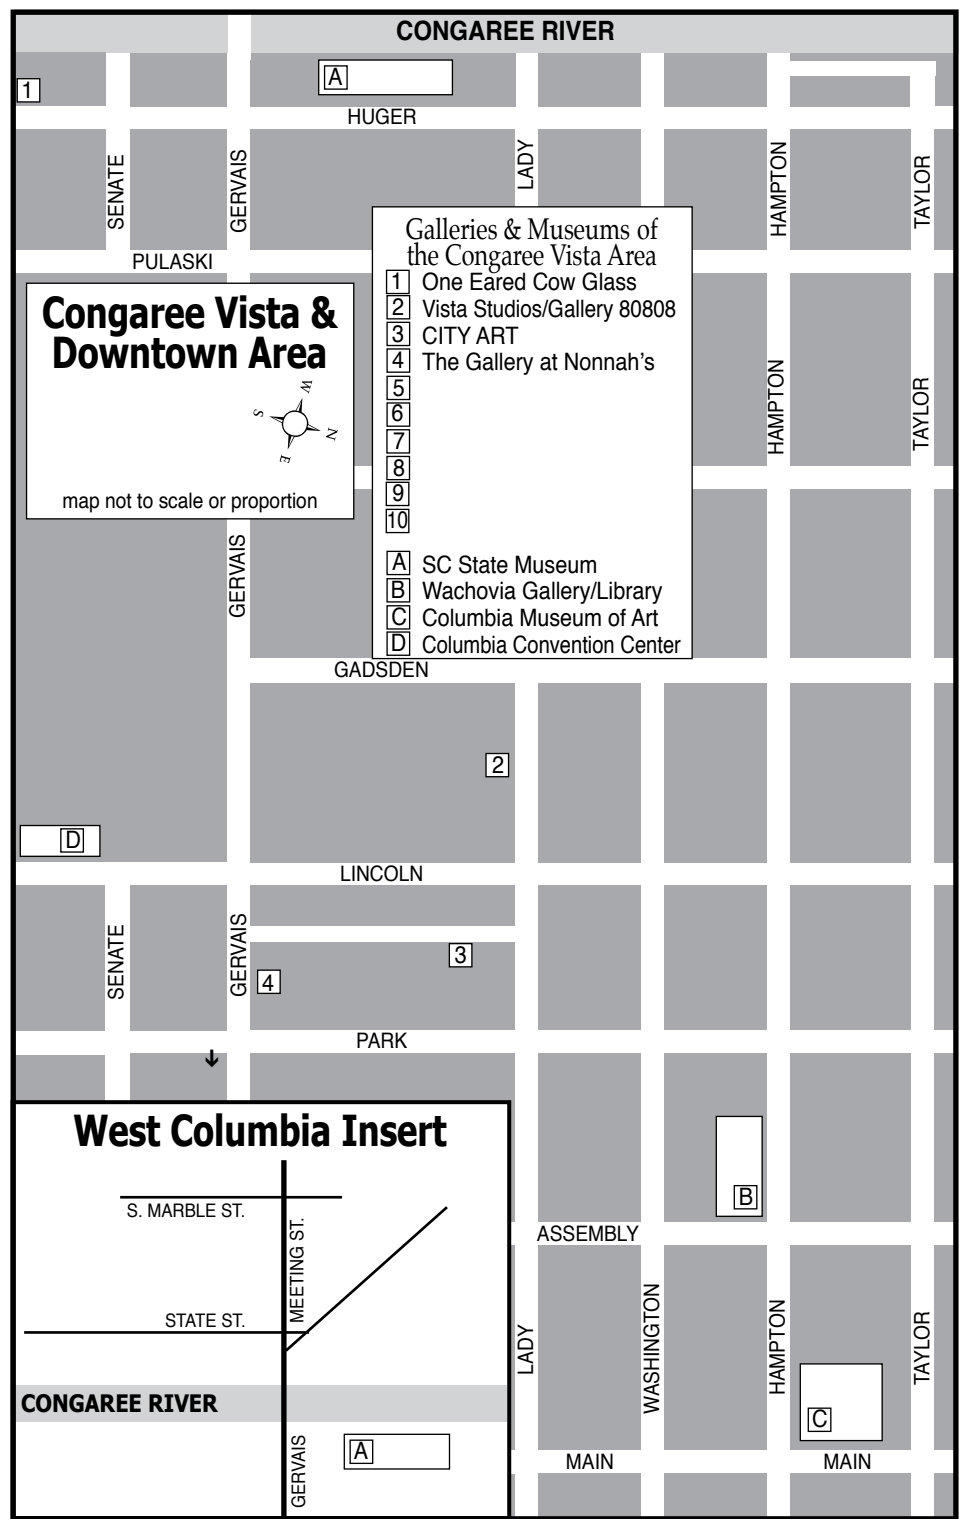 CONGAREE RIVER
1
A
HUGER
SENATE
GERVAIS
LADY
HAMPTON
TAYLOR
PULASKI
Galleries & Museums of
the Congaree Vista Area
1 One Eared Cow Glass
2 Vista Studios/Gallery 80808
3 CITY ART
4 The Gallery at Nonnah's
5
6
7
8
9
10
A SC State Museum
B Wachovia Gallery/Library
C Columbia Museum of Art
D Columbia Convention Center
Congaree Vista &
Downtown Area
W
S
N
E
map not to scale or proportion
HAMPTON
TAYLOR
GERVAIS
GADSDEN
2
D
LINCOLN
SENATE
GERVAIS
3
4
PARK
West Columbia Insert
S. MARBLE ST.
MEETING ST.
STATE ST.
CONGAREE RIVER
GERVAIS
A
B
ASSEMBLY
LADY
WASHINGTON
HAMPTON
TAYLOR
C
MAIN
MAIN